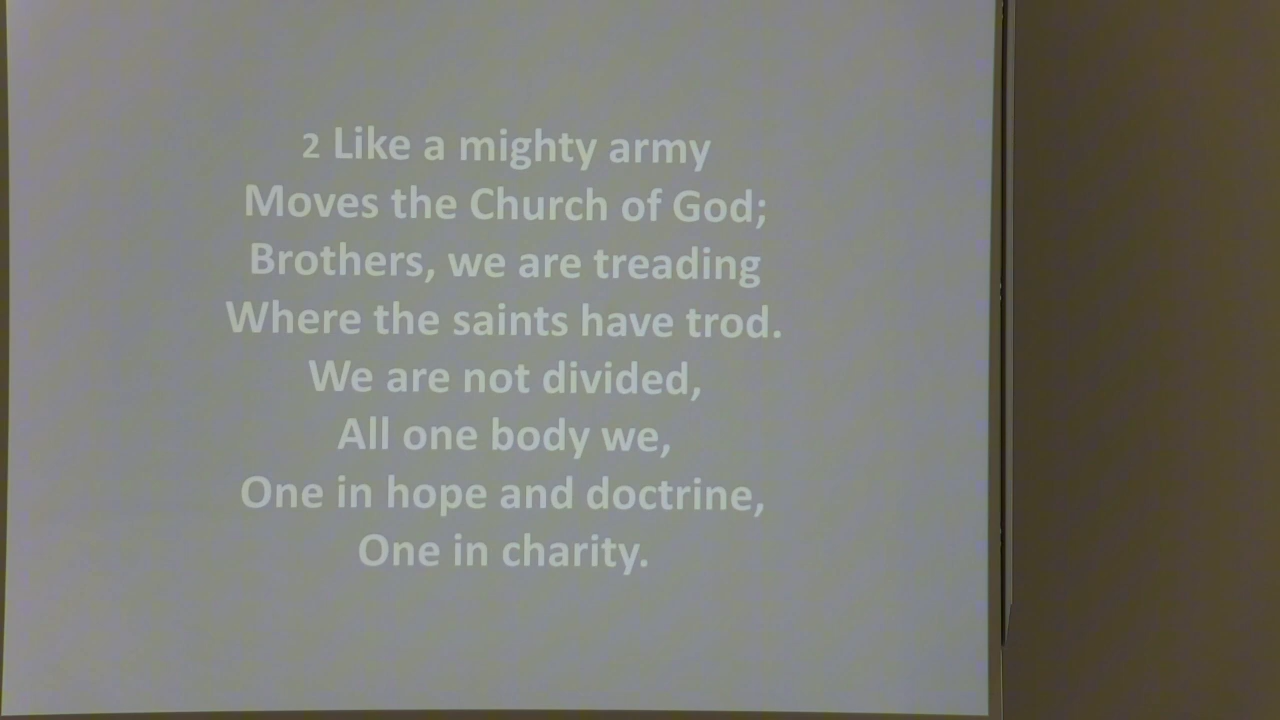 2 Like a mighty army
Moves the Church of God;
Brothers, we are treading
Where the saints have trod.
We are not divided,
All one body we,
One in hope and doctrine,
One in charity.